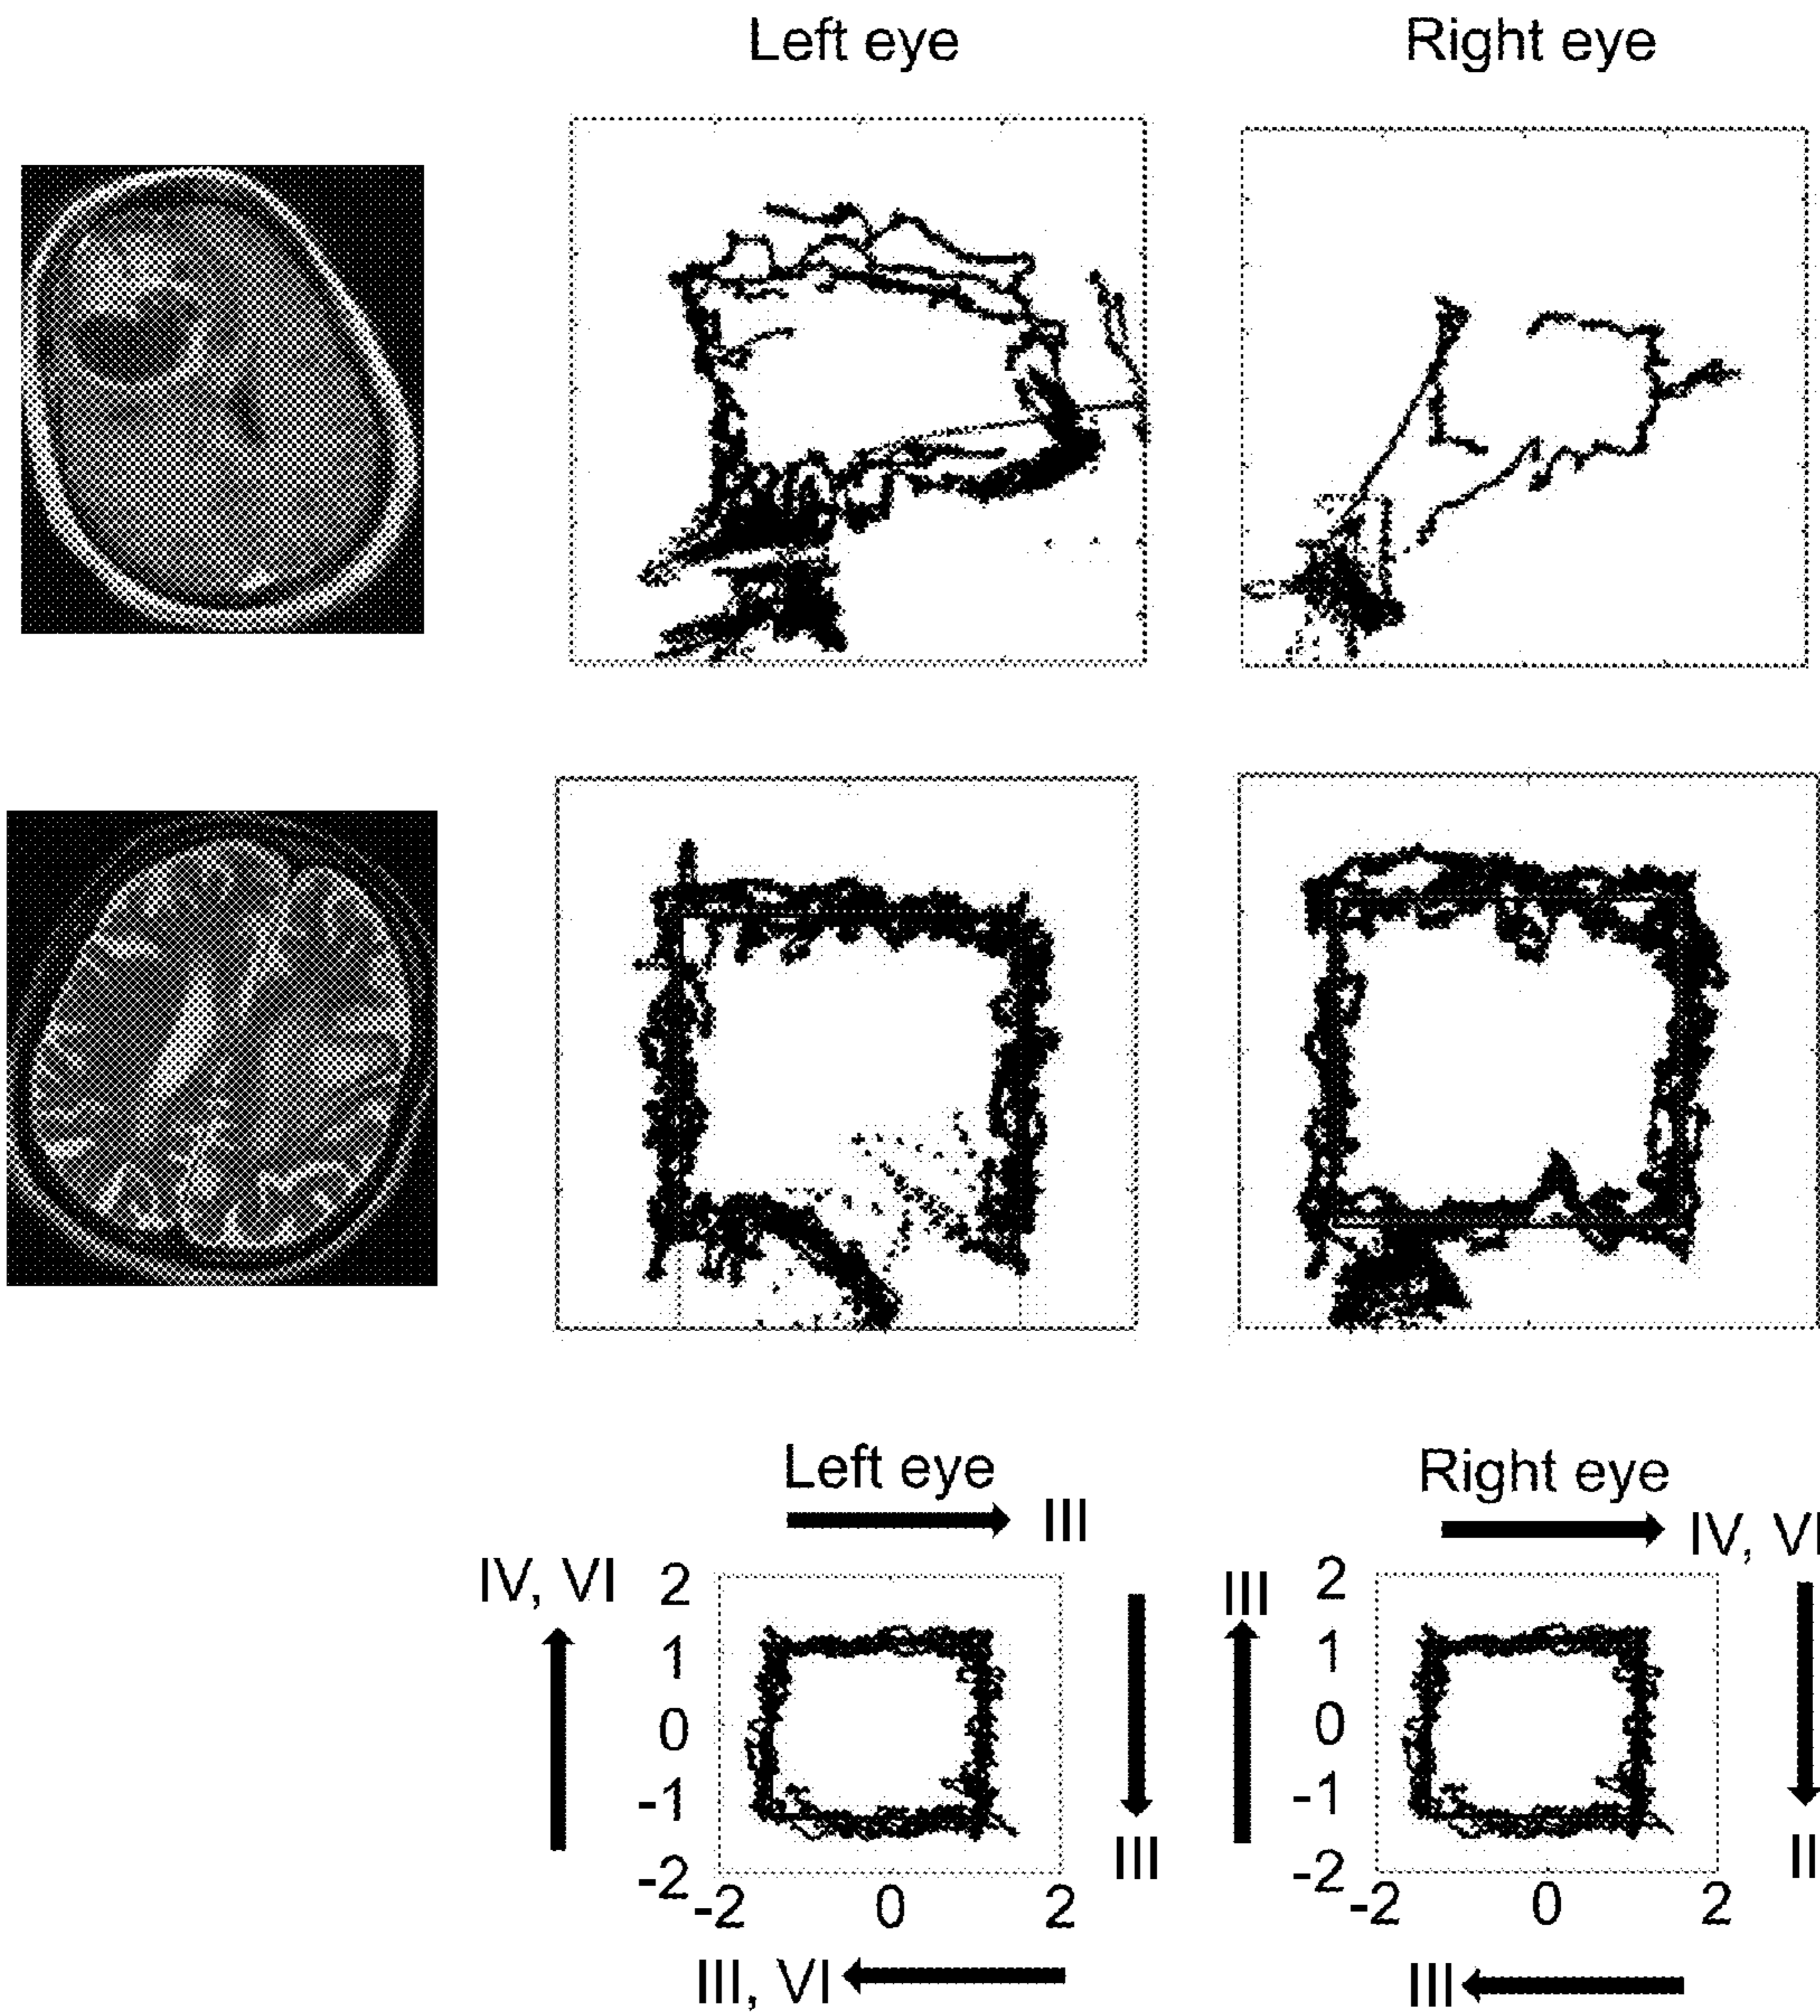 Left eye Right eye
Left eye Right eye
III IV, VI
IV, VI 2 III 2
1 1
0 0
-1 -1
III II
-2 -2
-2 0 2 -2 0 2
III, VI III